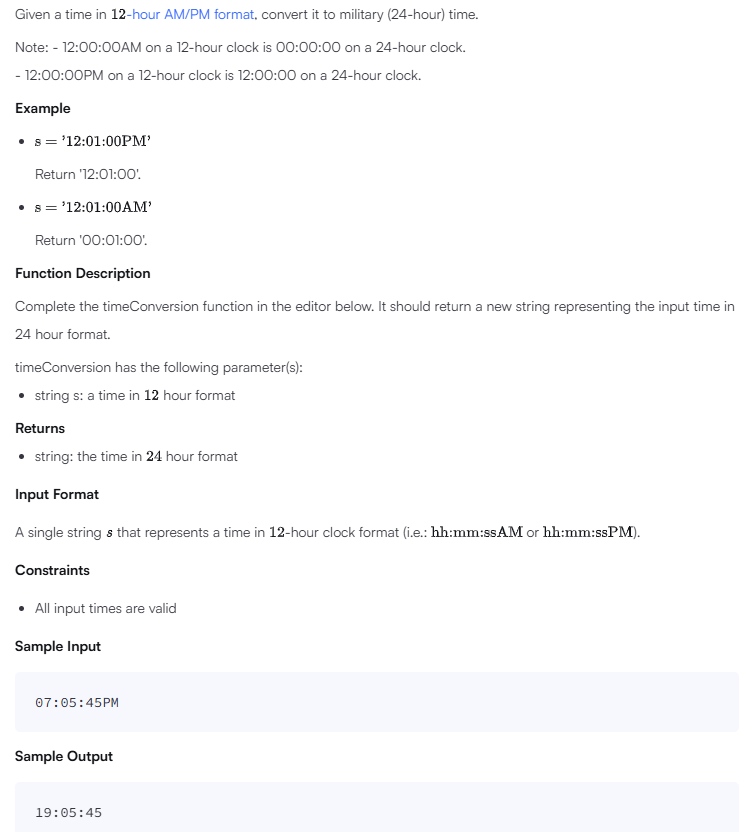 Given a time in 12-hour AM/PM format, convert it to military (24-hour) time.
Note: - 12:00:00AM on a 12-hour clock is 00:00:00 on a 24-hour clock.
- 12:00:00PM on a 12-hour clock is 12:00:00 on a 24-hour clock.
Example
• s = '12:01:00PM'
Return '12:01:00'.
• s = '12:01:00AM'
Return '00:01:00'.
Function Description
Complete the timeConversion function in the editor below. It should return a new string representing the input time in
24 hour format.
timeConversion has the following parameter(s):
• string s: a time in 12 hour format
Returns
• string: the time in 24 hour format
Input Format
A single string s that represents a time in 12-hour clock format (i.e.: hh:mm:ssAM or hh:mm:ssPM).
Constraints
• All input times are valid
Sample Input
07:05:45PM
Sample Output
19:05:45